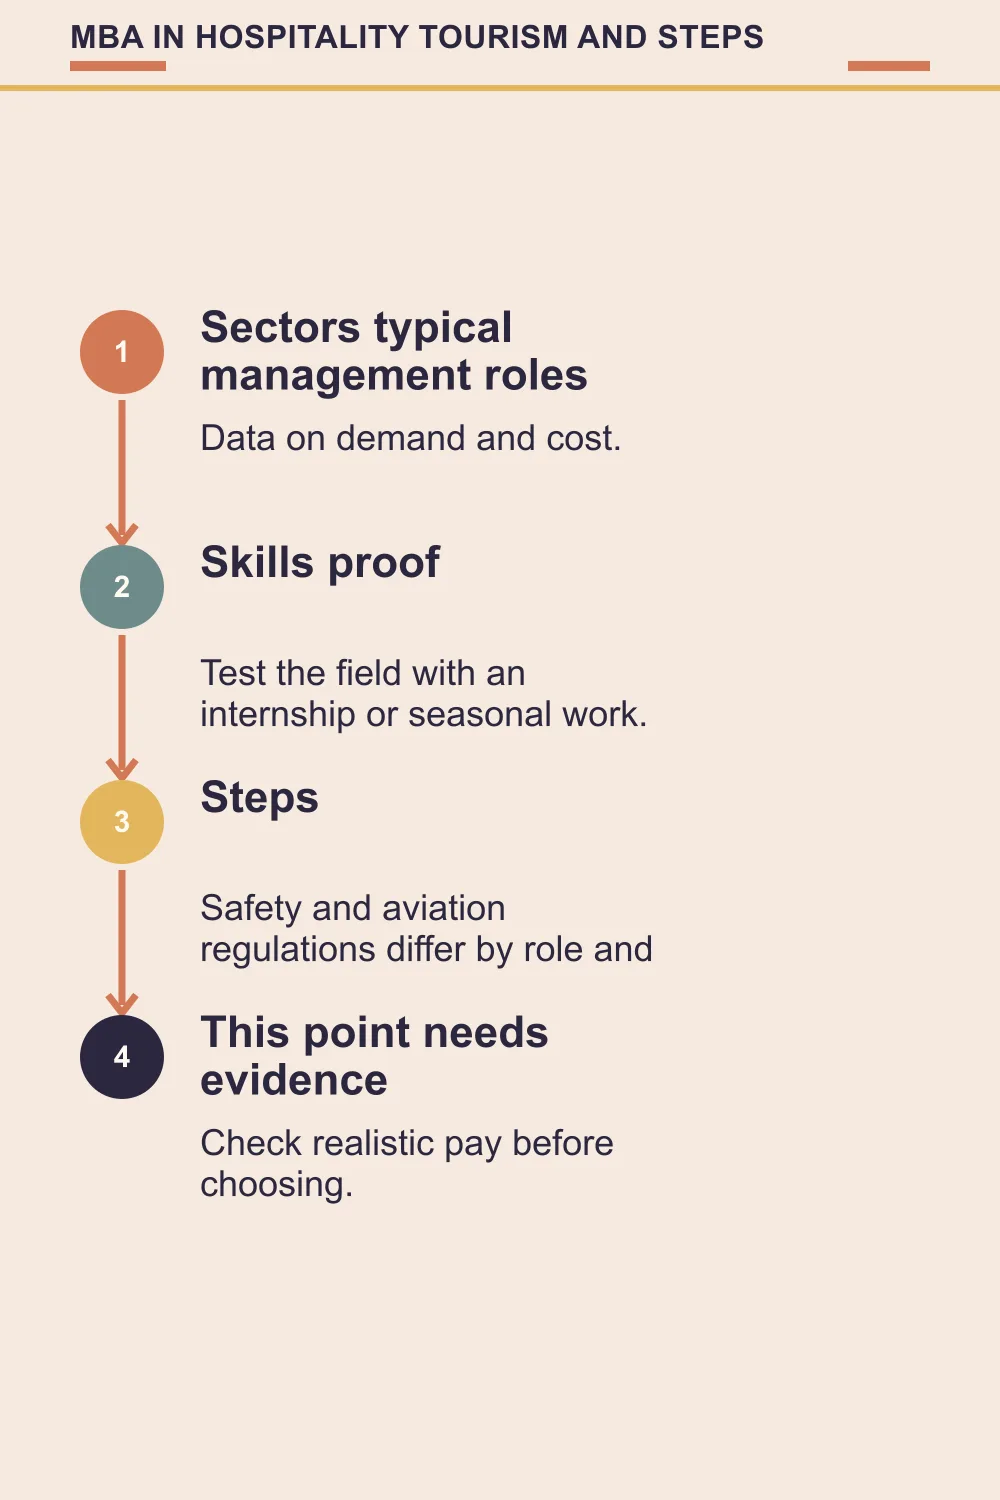 MBA IN HOSPITALITY TOURISM AND STEPS
1
Sectors typical
management roles
Data on demand and cost.
2
Skills proof
Test the field with an
internship or seasonal work.
3
Steps
Safety and aviation
regulations differ by role and
4
This point needs
evidence
Check realistic pay before
choosing.